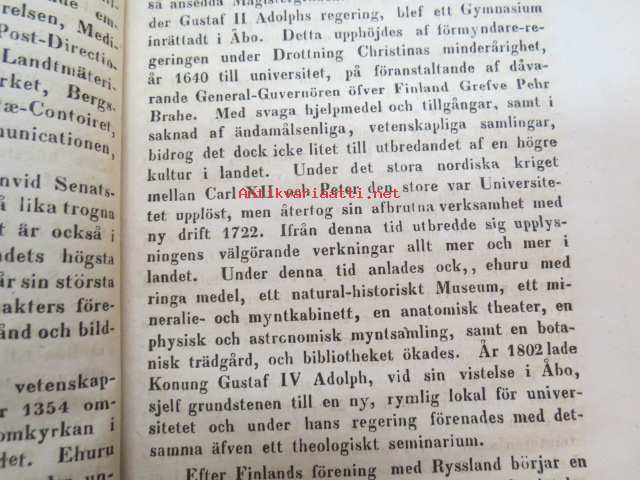 em-
relsen, Medi-
Post-Directio-
Landtmäteri-
rket, Bergs-
æ-Contoiret,
municationen,
nvid Senats-
å lika trogna
t är också i
ndets högsta
år sin största
akters före-
ånd och bild-
vetenskap-
r 1354 om-
omkyrkan i
det. Ehuru
så ansedda
der Gustaf II Adolphs regering, blef ett Gymnasium
inrättadt i Åbo. Detta upphöjdes af förmyndare-re-
geringen under Drottning Christinas minderårighet,
år 1640 till universitet, på föranstaltande af dåva-
rande General-Guvernören öfver Finland Grefve Pehr
Brahe. Med svaga hjelpmedel och tillgångar, samt i
saknad af ändamålsenliga, vetenskapliga samlingar,
bidrog det dock icke litet till utbredandet af en högre
kultur i landet. Under det stora nordiska kriget
mellan Carl XII och Peter den store var Universite-
tet upplöst, men återtog sin afbrutna verksamhet med
ny drift 1722. Ifrån denna tid utbredde sig upplys-
ningens välgörande verkningar allt mer och mer i
landet. Under denna tid anlades ock,, ehuru med
ringa medel, ett natural-historiskt Museum, ett mi-
neralie- och myntkabinett, en anatomisk theater, en
physisk och astronomisk myntsamling, samt en bota-
nisk trädgård, och bibliotheket ökades. År 1802 lade
Konung Gustaf IV Adolph, vid sin vistelse i Åbo,
sjelf grundstenen till en ny, rymlig lokal för univer-
sitetet och under hans regering förenades med det-
samma äfven ett theologiskt seminarium.
Efter Finlands förening med Ryssland börjar en
Antikvariaatti.net